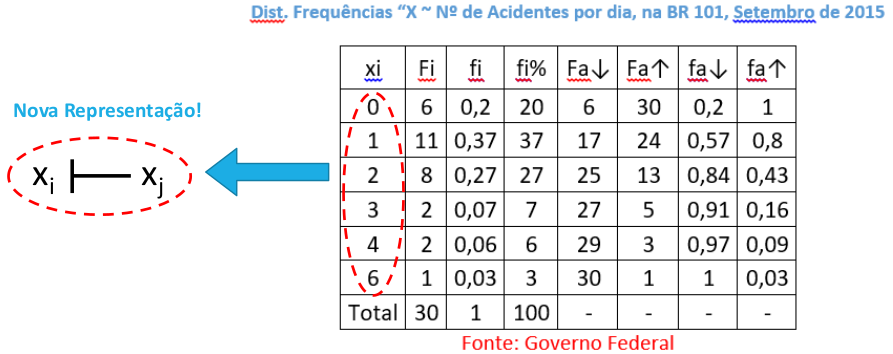 Dist. Frequências "X ~ Nº de Acidentes por dia, na BR 101, Setembro de 2015
Nova Representação!
xi |— xj
xi Fi fi fi% Fa↓ Fa↑ fa↓ fa↑
0 6 0,2 20 6 30 0,2 1
1 11 0,37 37 17 24 0,57 0,8
2 8 0,27 27 25 13 0,84 0,43
3 2 0,07 7 27 5 0,91 0,16
4 2 0,06 6 29 3 0,97 0,09
6 1 0,03 3 30 1 1 0,03
Total 30 1 100 - - - -
Fonte: Governo Federal